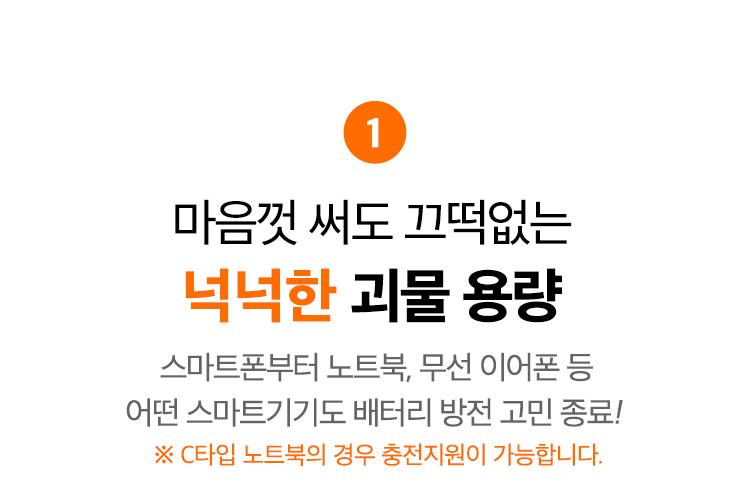 1
마음껏 써도 끄떡없는
넉넉한 괴물 용량
스마트폰부터 노트북, 무선 이어폰 등
어떤 스마트기기도 배터리 방전 고민 종료!
※ C타입 노트북의 경우 충전지원이 가능합니다.